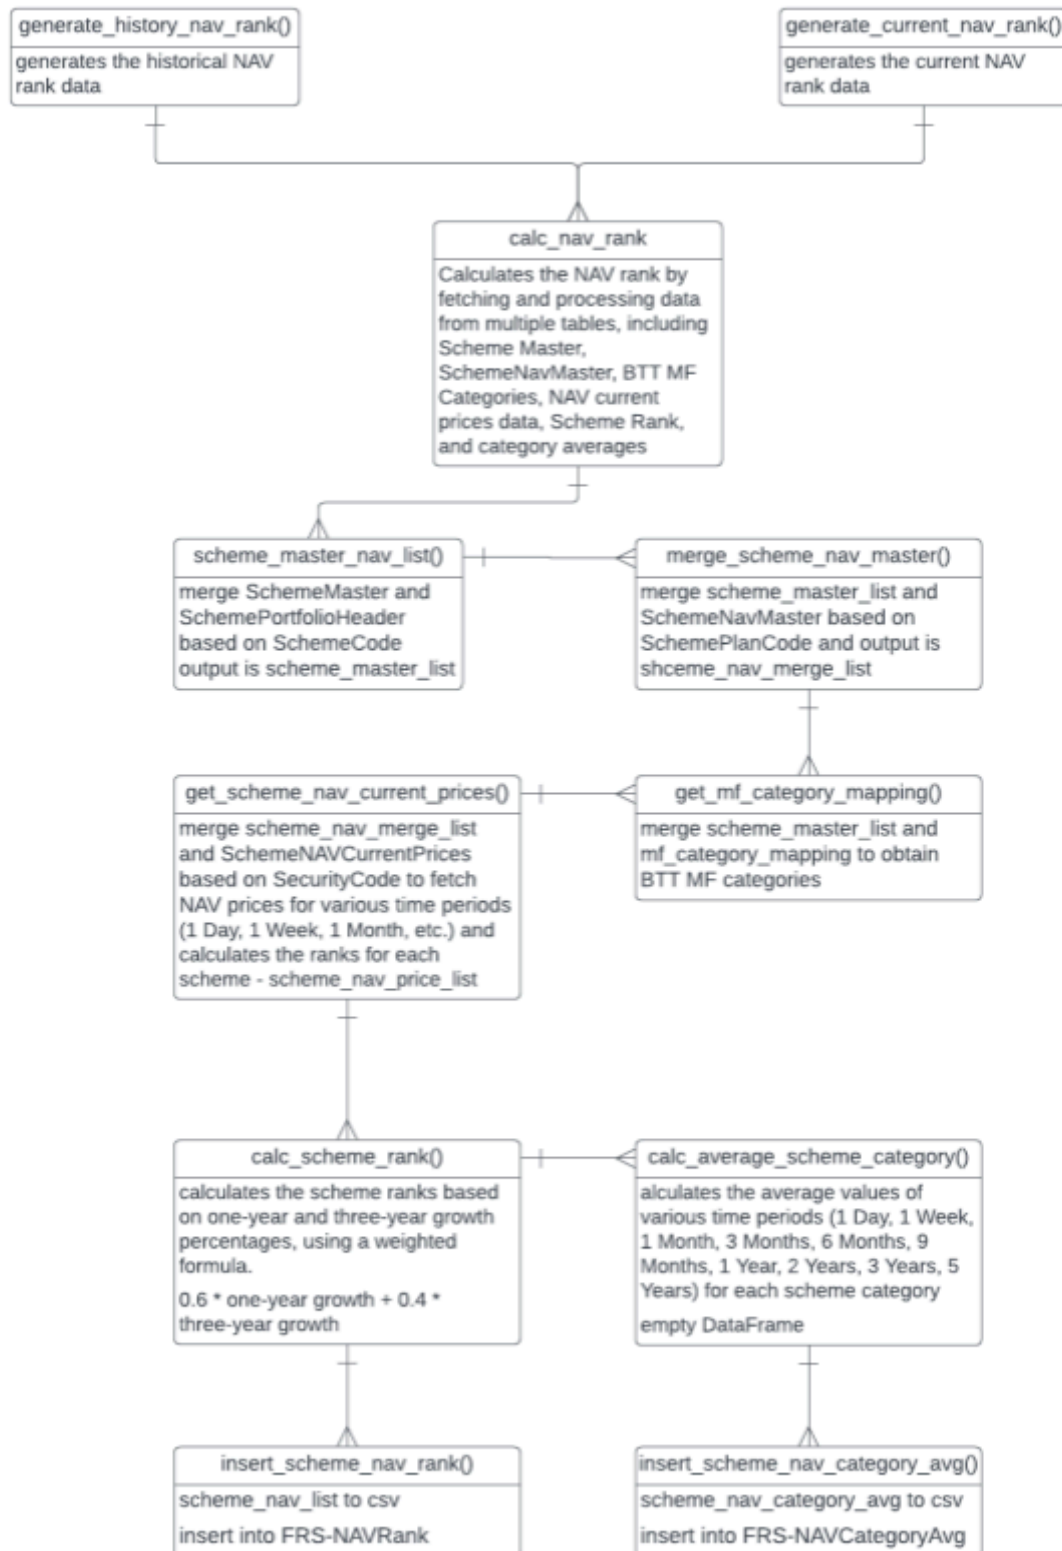 generate_history_nav_rank()
generates the historical NAV
rank data
generate_current_nav_rank()
generates the current NAV
rank data
calc_nav_rank
Calculates the NAV rank by
fetching and processing data
from multiple tables, including
Scheme Master,
SchemeNavMaster, BTT MF
Categories, NAV current
prices data, Scheme Rank,
and category averages
scheme_master_nav_list()
merge SchemeMaster and
SchemePortfolioHeader
based on SchemeCode
output is scheme_master_list
merge_scheme_nav_master()
merge scheme_master_list and
SchemeNavMaster based on
SchemePlanCode and output is
shceme_nav_merge_list
get_scheme_nav_current_prices()
merge scheme_nav_merge_list
and SchemeNAVCurrentPrices
based on SecurityCode to fetch
NAV prices for various time periods
(1 Day, 1 Week, 1 Month, etc.) and
calculates the ranks for each
scheme - scheme_nav_price_list
get_mf_category_mapping()
merge scheme_master_list and
mf_category_mapping to obtain
BTT MF categories
calc_scheme_rank()
calculates the scheme ranks based
on one-year and three-year growth
percentages, using a weighted
formula.
0.6 * one-year growth + 0.4 *
three-year growth
calc_average_scheme_category()
alculates the average values of
various time periods (1 Day, 1 Week,
1 Month, 3 Months, 6 Months, 9
Months, 1 Year, 2 Years, 3 Years, 5
Years) for each scheme category
empty DataFrame
insert_scheme_nav_rank()
scheme_nav_list to csv
insert into FRS-NAVRank
insert_scheme_nav_category_avg()
scheme_nav_category_avg to csv
insert into FRS-NAVCategoryAvg